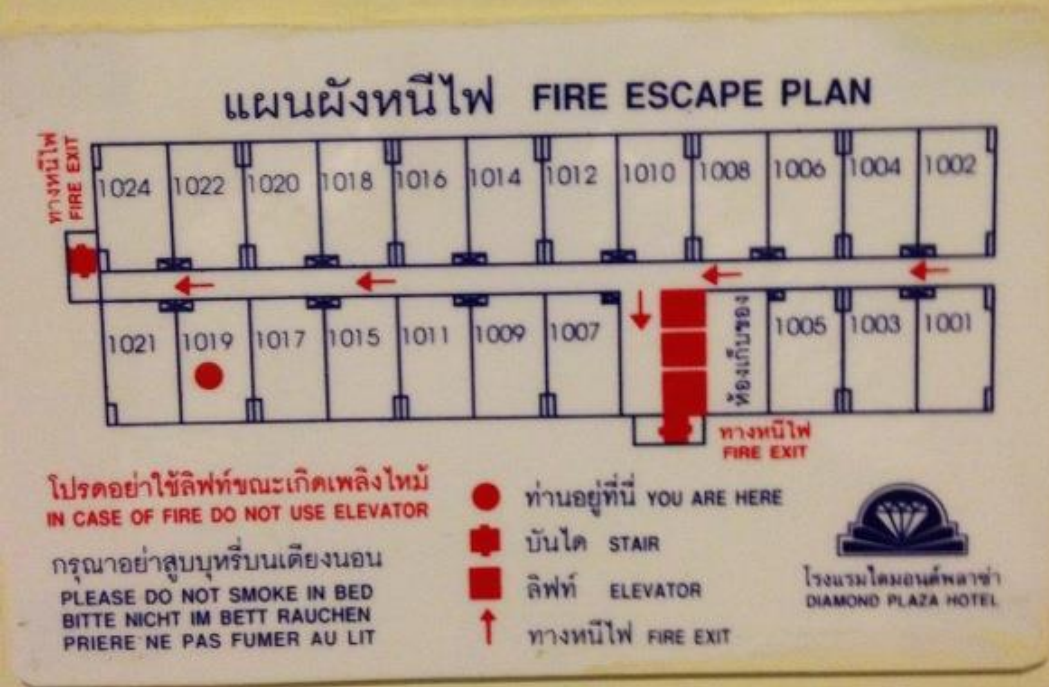 แผนผังหนีไฟ FIRE ESCAPE PLAN
ทางหนีไฟ
FIRE EXIT
1024 1022 1020 1018 1016 1014 1012 1010 1008 1006 1004 1002
1021 1019 1017 1015 1011 1009 1007 ห้องเก็บของ 1005 1003 1001
ทางหนีไฟ
FIRE EXIT
โปรดอย่าใช้ลิฟท์ขณะเกิดเพลิงไหม้
IN CASE OF FIRE DO NOT USE ELEVATOR
กรุณาอย่าสูบบุหรี่บนเตียงนอน
PLEASE DO NOT SMOKE IN BED
BITTE NICHT IM BETT RAUCHEN
PRIERE NE PAS FUMER AU LIT
ท่านอยู่ที่นี่ YOU ARE HERE
บันได STAIR
ลิฟท์ ELEVATOR
ทางหนีไฟ FIRE EXIT
โรงแรมไดมอนด์พลาซ่า
DIAMOND PLAZA HOTEL